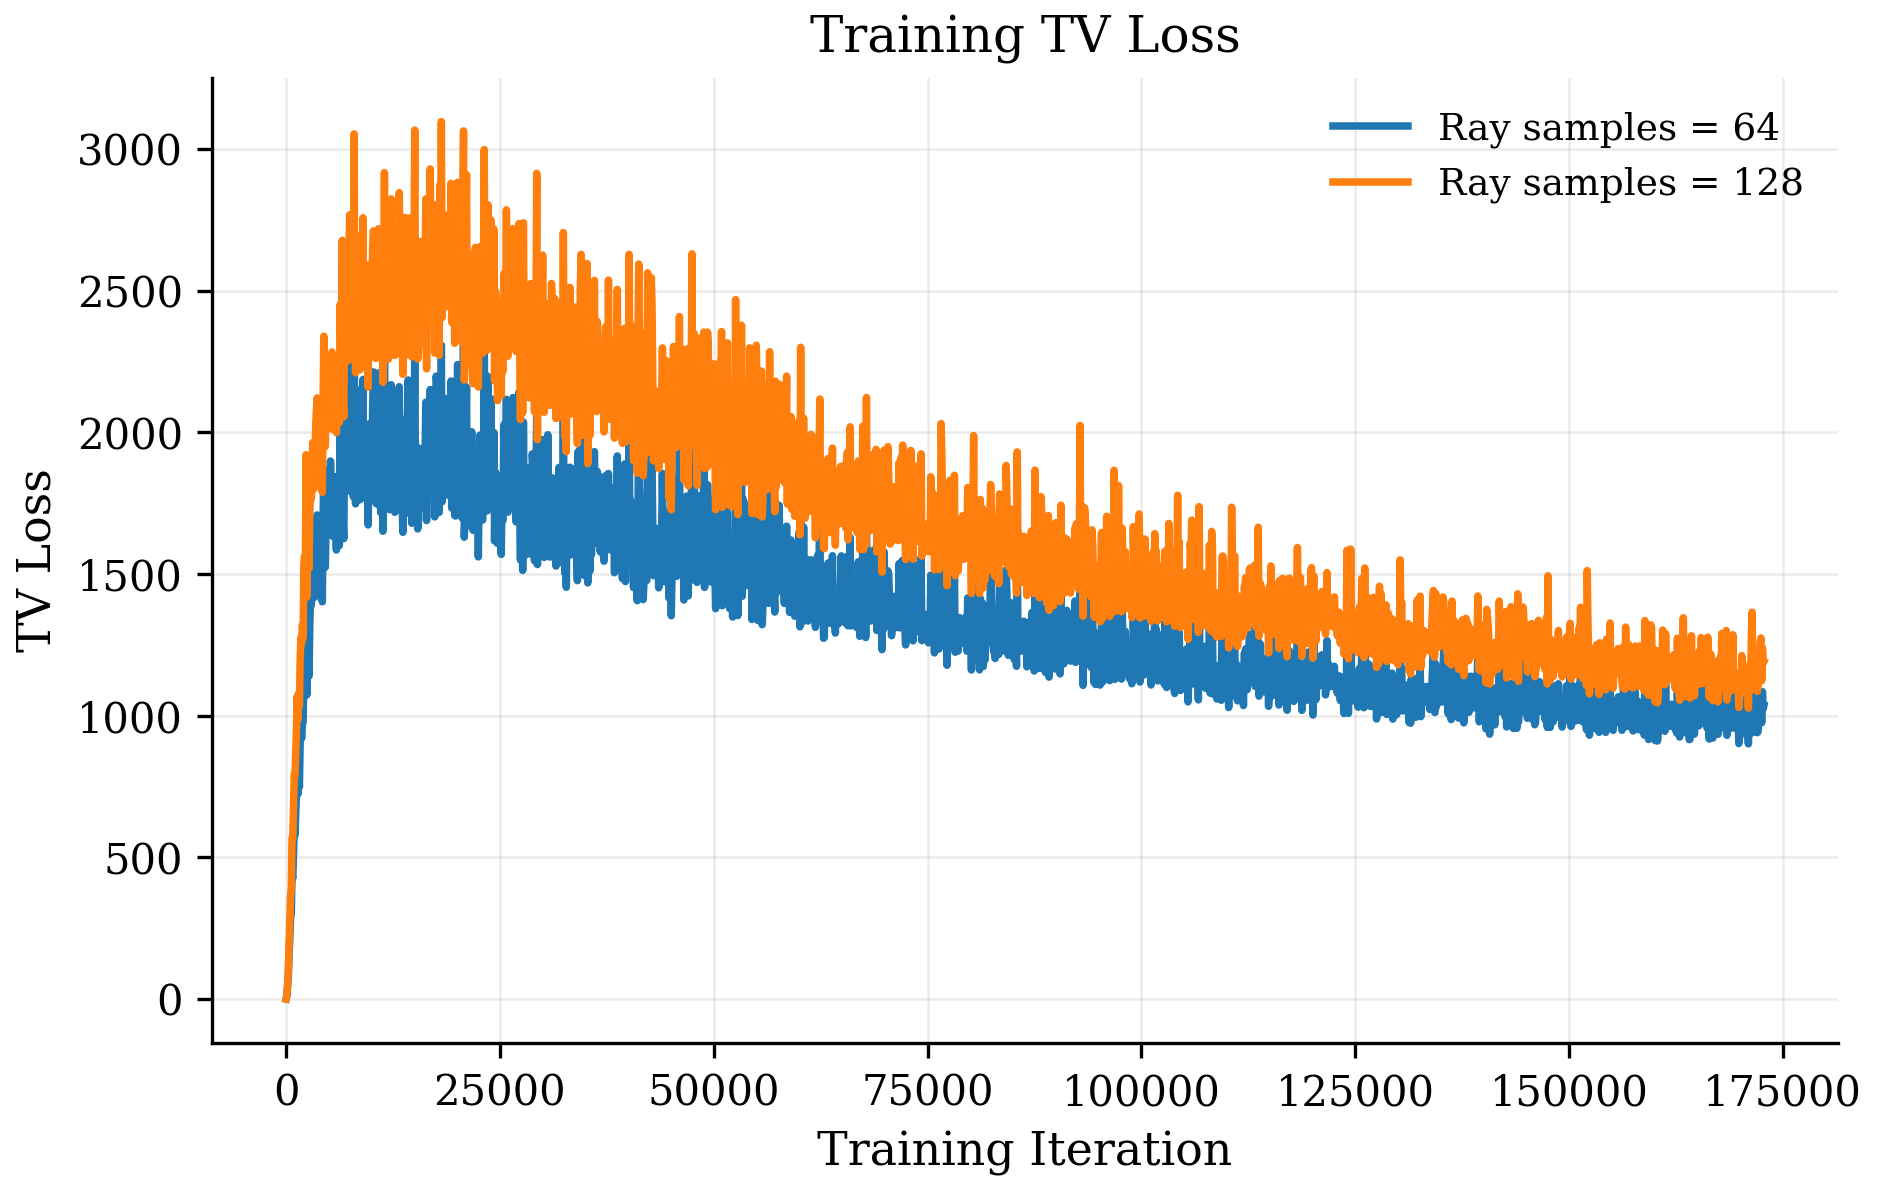 Training TV Loss
Ray samples = 64
Ray samples = 128
TV Loss
3000
2500
2000
1500
1000
500
0
0 25000 50000 75000 100000 125000 150000 175000
Training Iteration